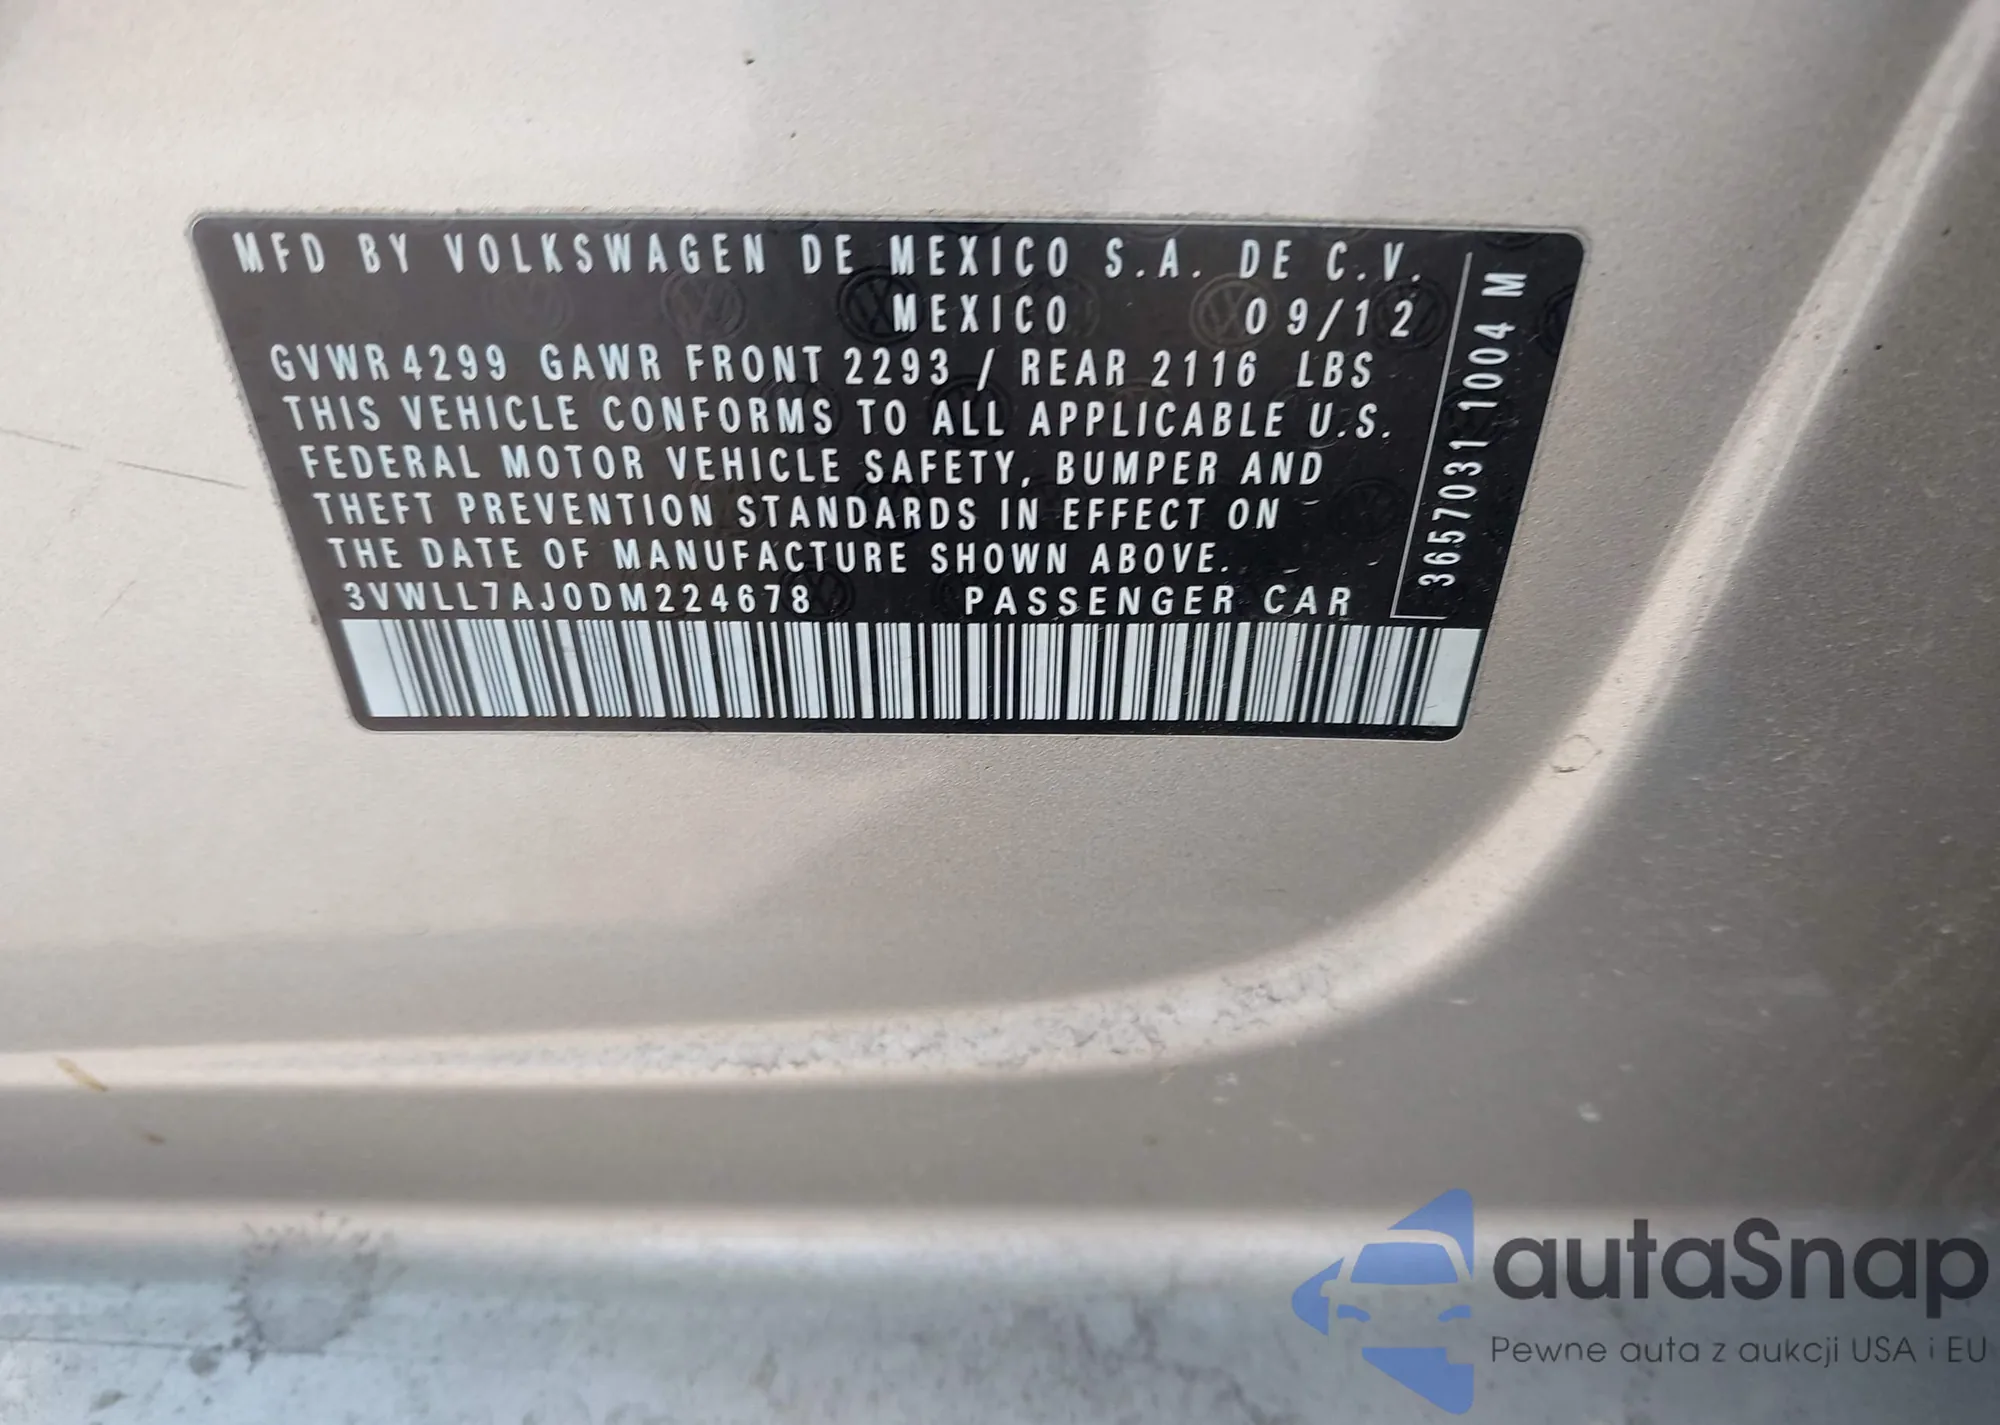 MFD BY VOLKSWAGEN DE MEXICO S.A. DE C.V.
MEXICO 09/12
GVWR 4299 GAWR FRONT 2293 / REAR 2116 LBS
THIS VEHICLE CONFORMS TO ALL APPLICABLE U.S.
FEDERAL MOTOR VEHICLE SAFETY, BUMPER AND
THEFT PREVENTION STANDARDS IN EFFECT ON
THE DATE OF MANUFACTURE SHOWN ABOVE.
3VWLL7AJ0DM224678 PASSENGER CAR
3657031 1004 M
autaSnap
Pewne auta z aukcji USA i EU